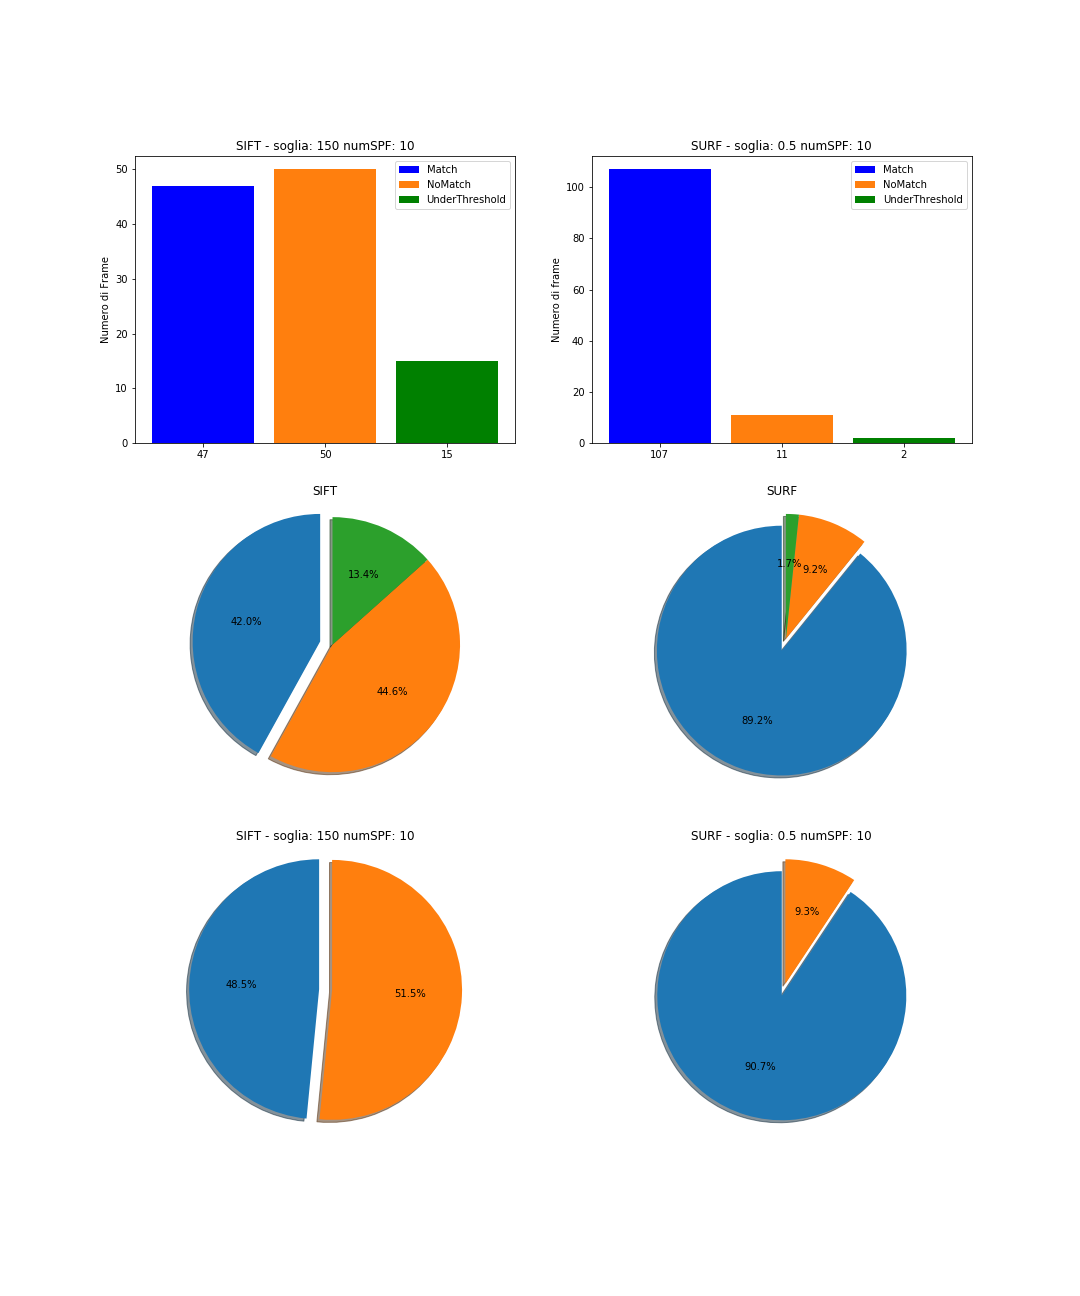 SIFT - soglia: 150 numSPF: 10
Numero di Frame
50
40
30
20
10
0
Match
NoMatch
UnderThreshold
47
50
15
SURF - soglia: 0.5 numSPF: 10
Numero di frame
100
80
60
40
20
0
Match
NoMatch
UnderThreshold
107
11
2
SIFT
42.0%
13.4%
44.6%
SURF
1.7%
9.2%
89.2%
SIFT - soglia: 150 numSPF: 10
48.5%
51.5%
SURF - soglia: 0.5 numSPF: 10
9.3%
90.7%